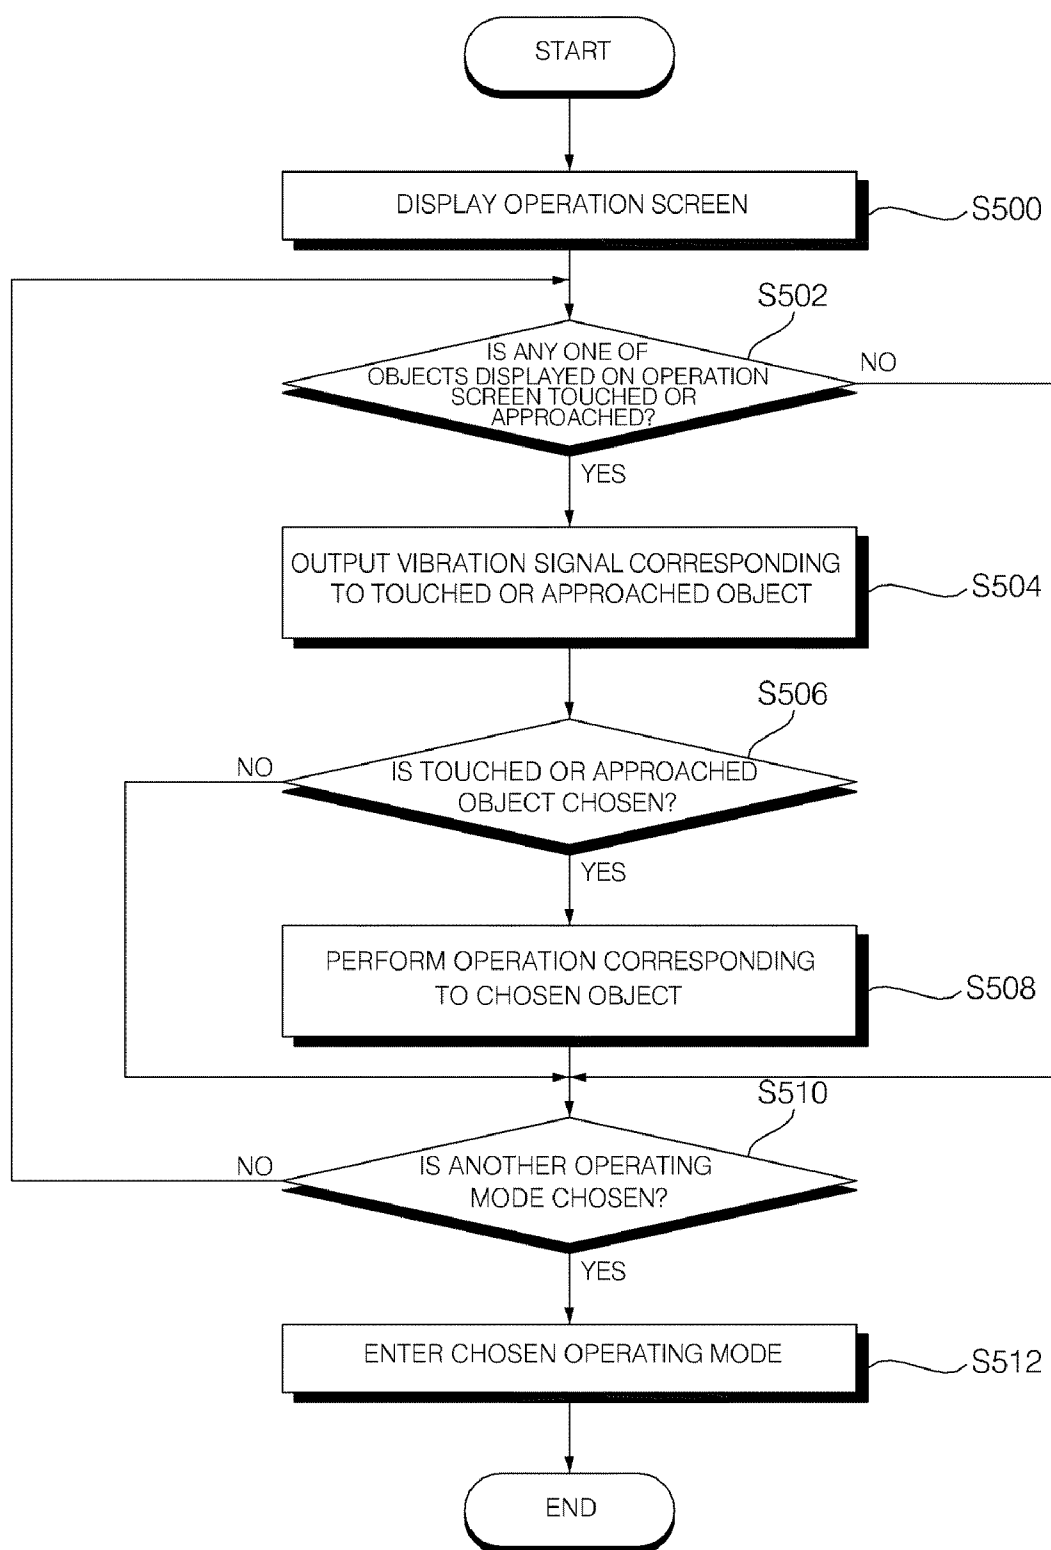 START
DISPLAY OPERATION SCREEN
S500
S502
IS ANY ONE OF
OBJECTS DISPLAYED ON OPERATION
SCREEN TOUCHED OR
APPROACHED?
NO
YES
OUTPUT VIBRATION SIGNAL CORRESPONDING
TO TOUCHED OR APPROACHED OBJECT
S504
S506
NO
IS TOUCHED OR APPROACHED
OBJECT CHOSEN?
YES
PERFORM OPERATION CORRESPONDING
TO CHOSEN OBJECT
S508
S510
NO
IS ANOTHER OPERATING
MODE CHOSEN?
YES
ENTER CHOSEN OPERATING MODE
S512
END